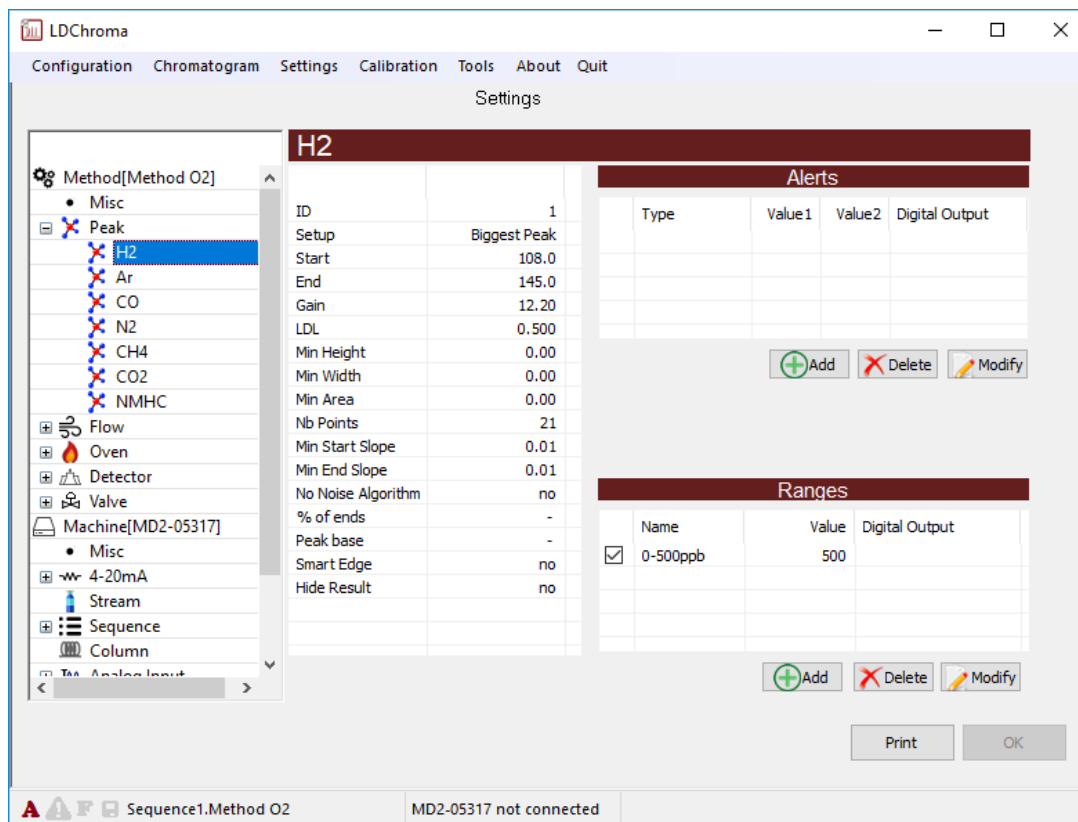 LDChroma
Configuration Chromatogram Settings Calibration Tools About Quit
Settings
Method[Method O2]
Misc
Peak
H2
Ar
CO
N2
CH4
CO2
NMHC
Flow
Oven
Detector
Valve
Machine[MD2-05317]
Misc
4-20mA
Stream
Sequence
Column
Analog Input
H2
ID 1
Setup Biggest Peak
Start 108.0
End 145.0
Gain 12.20
LDL 0.500
Min Height 0.00
Min Width 0.00
Min Area 0.00
Nb Points 21
Min Start Slope 0.01
Min End Slope 0.01
No Noise Algorithm no
% of ends -
Peak base -
Smart Edge no
Hide Result no
Alerts
Type Value1 Value2 Digital Output
Add Delete Modify
Ranges
Name Value Digital Output
0-500ppb 500
Add Delete Modify
Print OK
A F Sequence1.Method O2 MD2-05317 not connected